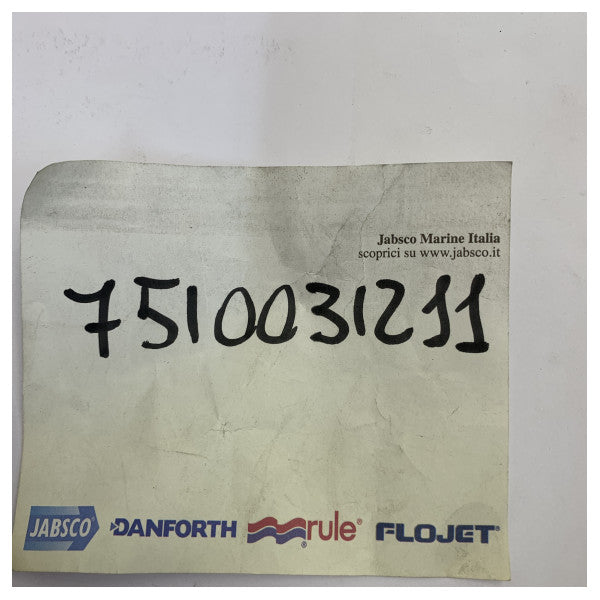 Jabsco Marine Italia
scoprici su www.jabsco.it
7510031211
JABSCO® DANFORTH rule® FLOJET®